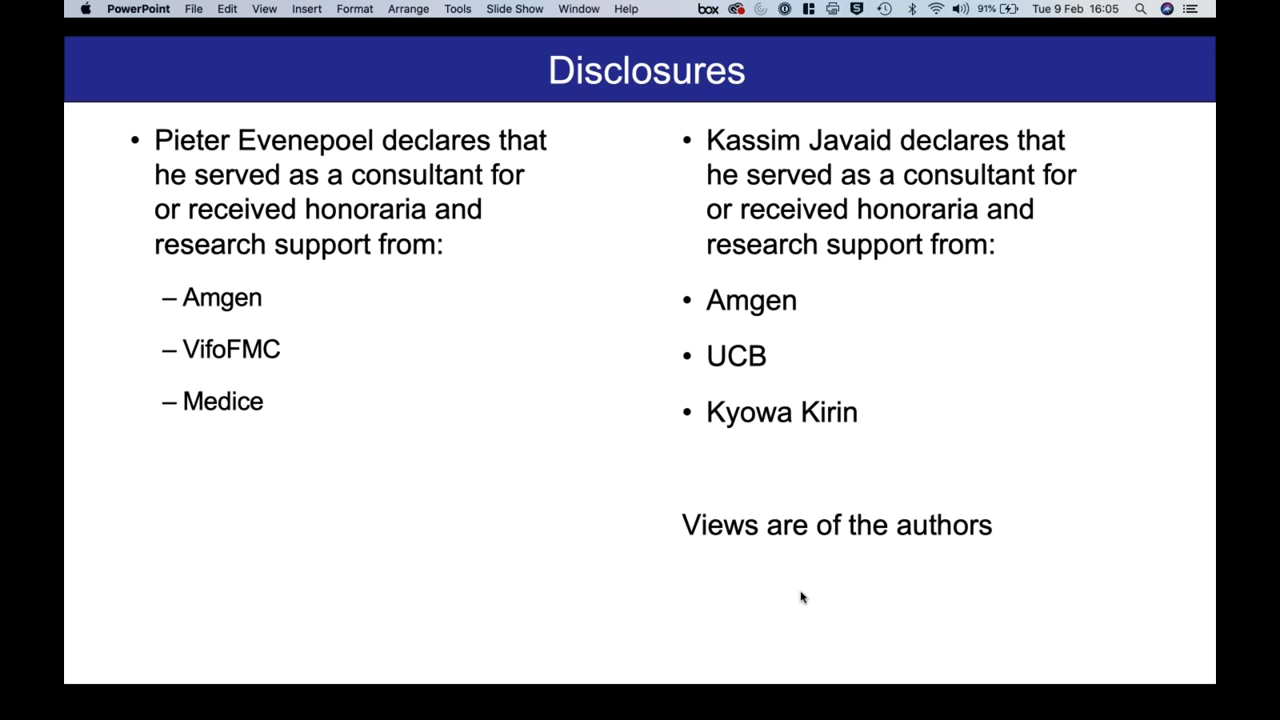 PowerPoint File Edit View Insert Format Arrange Tools Slide Show Window Help box 91% Tue 9 Feb 16:05
Disclosures
• Pieter Evenepoel declares that
he served as a consultant for
or received honoraria and
research support from:
– Amgen
– VifoFMC
– Medice
• Kassim Javaid declares that
he served as a consultant for
or received honoraria and
research support from:
• Amgen
• UCB
• Kyowa Kirin
Views are of the authors